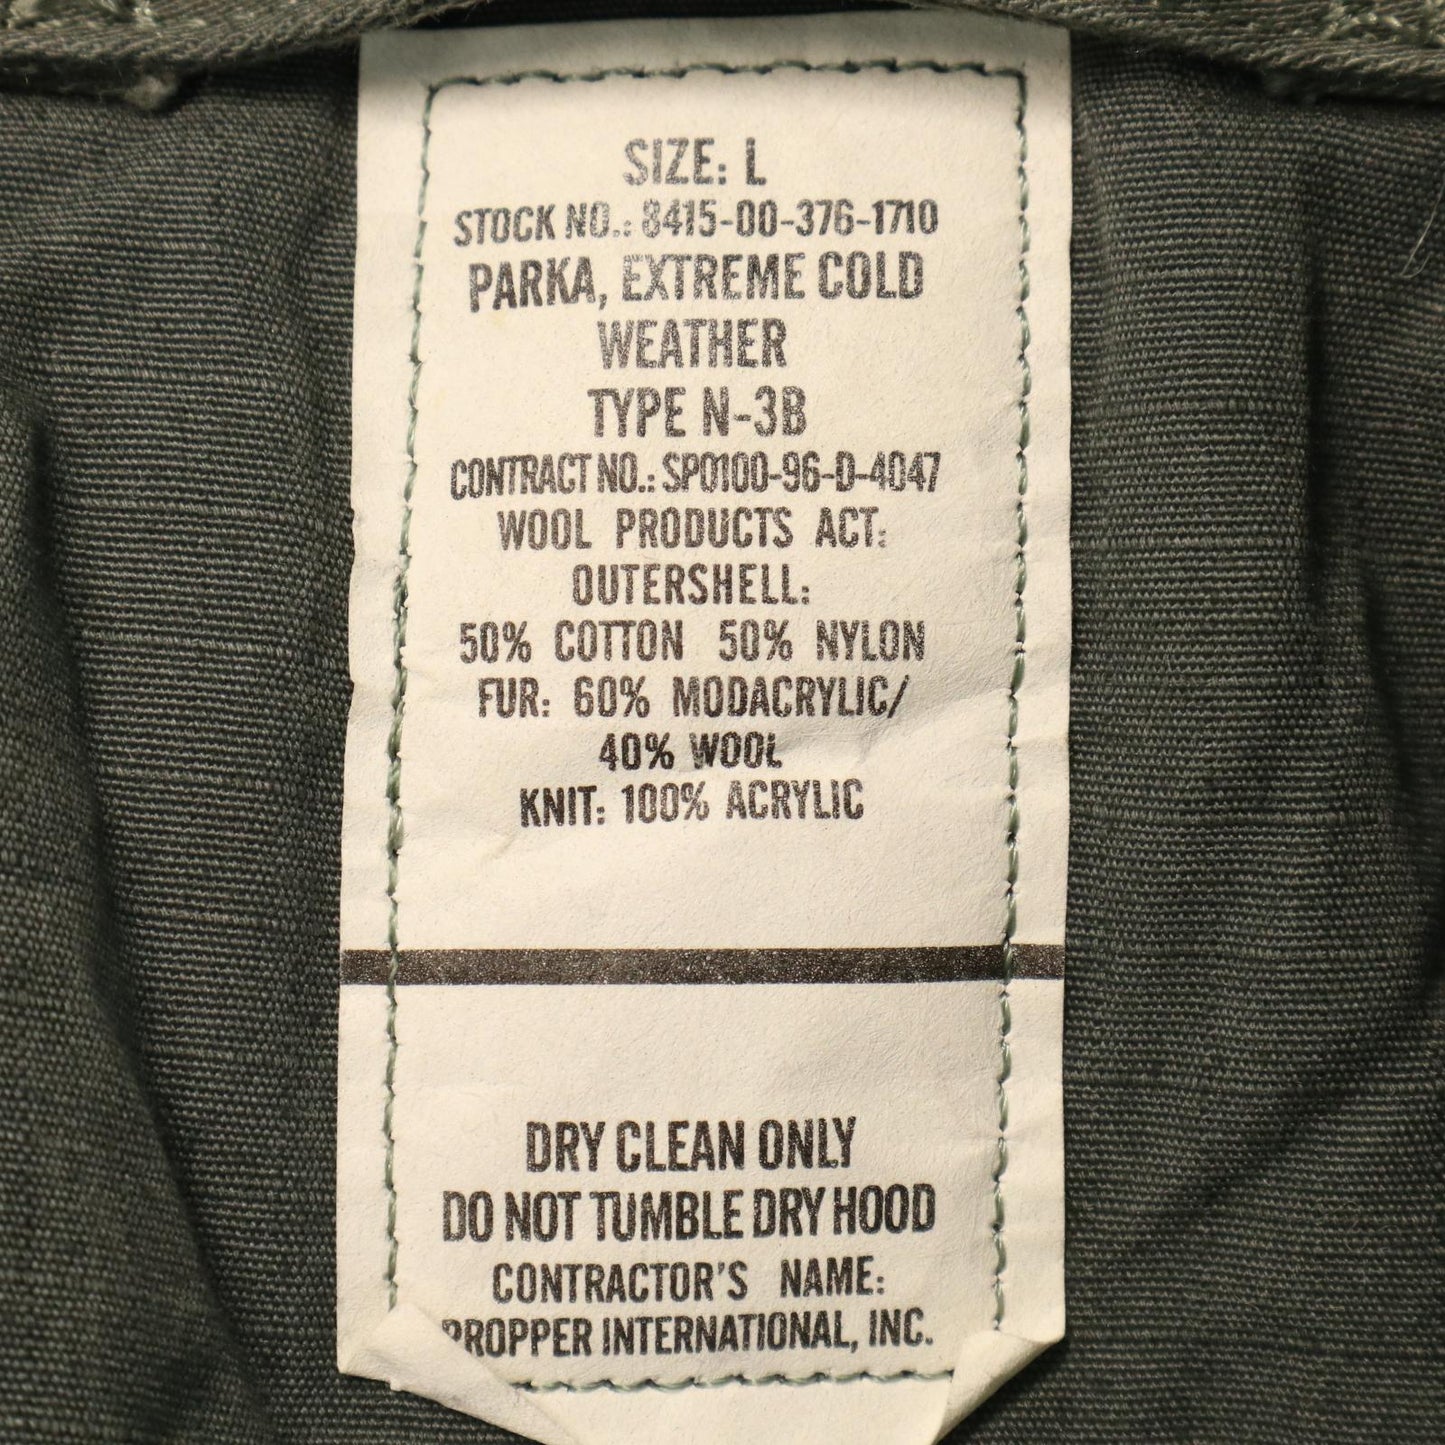 SIZE: L
STOCK NO.: 8415-00-376-1710
PARKA, EXTREME COLD
WEATHER
TYPE N-3B
CONTRACT NO.: SP0100-96-D-4047
WOOL PRODUCTS ACT:
OUTERSHELL:
50% COTTON 50% NYLON
FUR: 60% MODACRYLIC/
40% WOOL
KNIT: 100% ACRYLIC
DRY CLEAN ONLY
DO NOT TUMBLE DRY HOOD
CONTRACTOR'S NAME:
PROPPER INTERNATIONAL, INC.